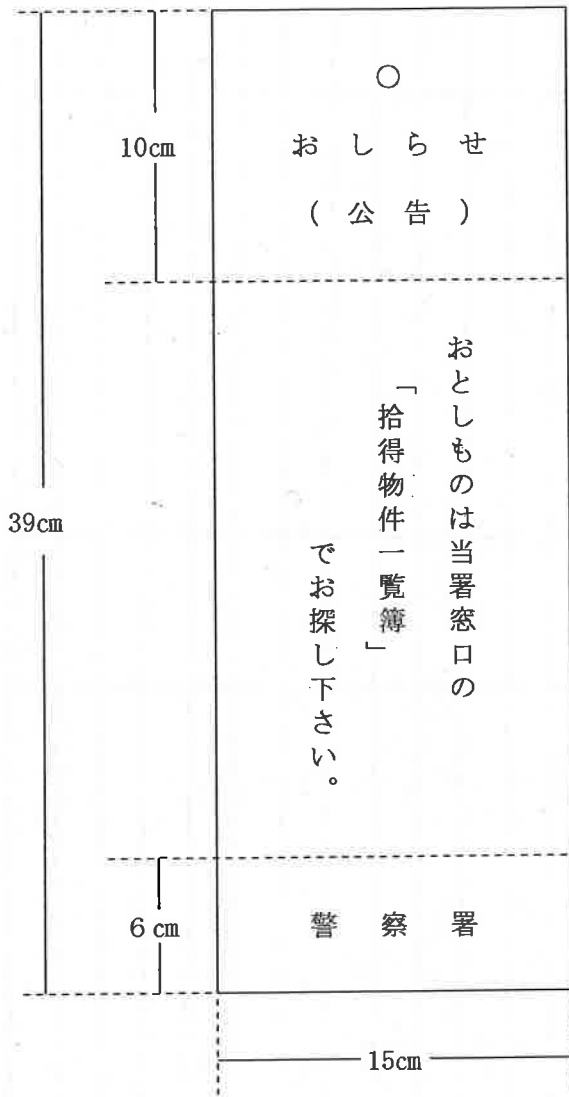 ○
おしらせ
(公告)
10cm
おとしものは当署窓口の
「拾得物件一覧簿」
でお探し下さい。
39cm
6cm
警察署
15cm